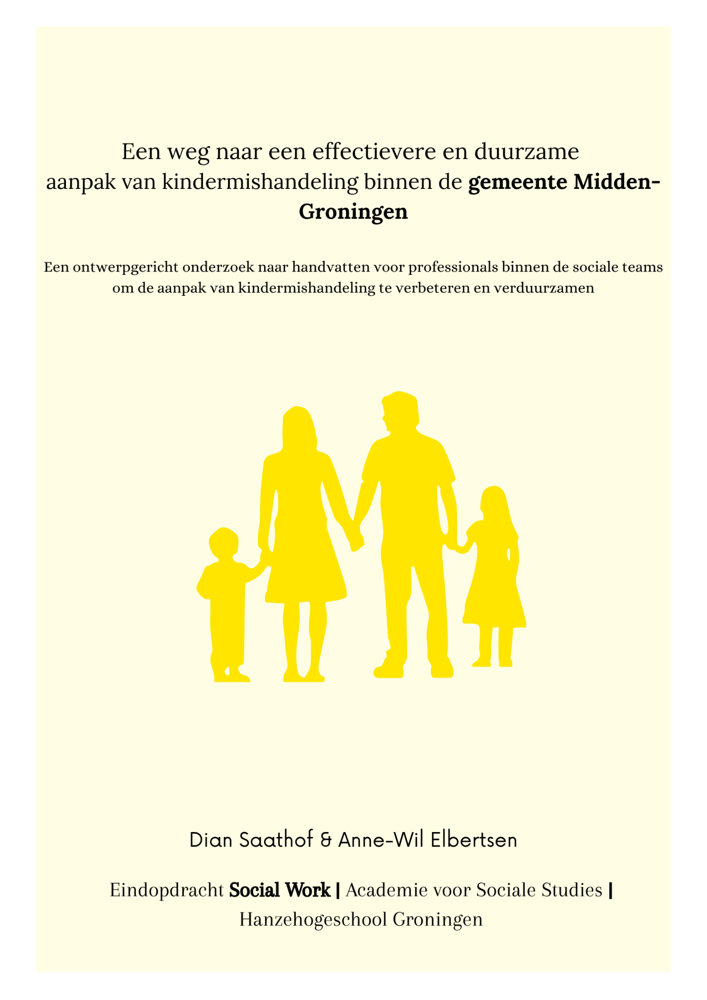 Een weg naar een effectievere en duurzame
aanpak van kindermishandeling binnen de gemeente Midden-
Groningen
Een ontwerpgericht onderzoek naar handvatten voor professionals binnen de sociale teams
om de aanpak van kindermishandeling te verbeteren en verduurzamen
Dian Saathof & Anne-Wil Elbertsen
Eindopdracht Social Work | Academie voor Sociale Studies |
Hanzehogeschool Groningen